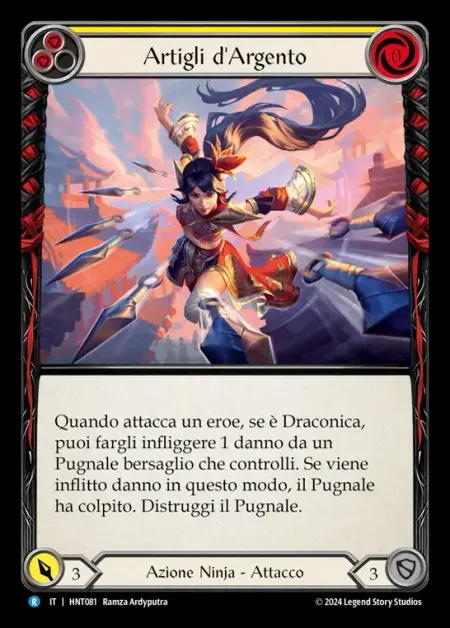 Artigli d'Argento
0
Quando attacca un eroe, se è Draconica,
puoi fargli infliggere 1 danno da un
Pugnale bersaglio che controlli. Se viene
inflitto danno in questo modo, il Pugnale
ha colpito. Distruggi il Pugnale.
3 Azione Ninja - Attacco 3
R IT | HNT081 Ramza Ardyputra © 2024 Legend Story Studios